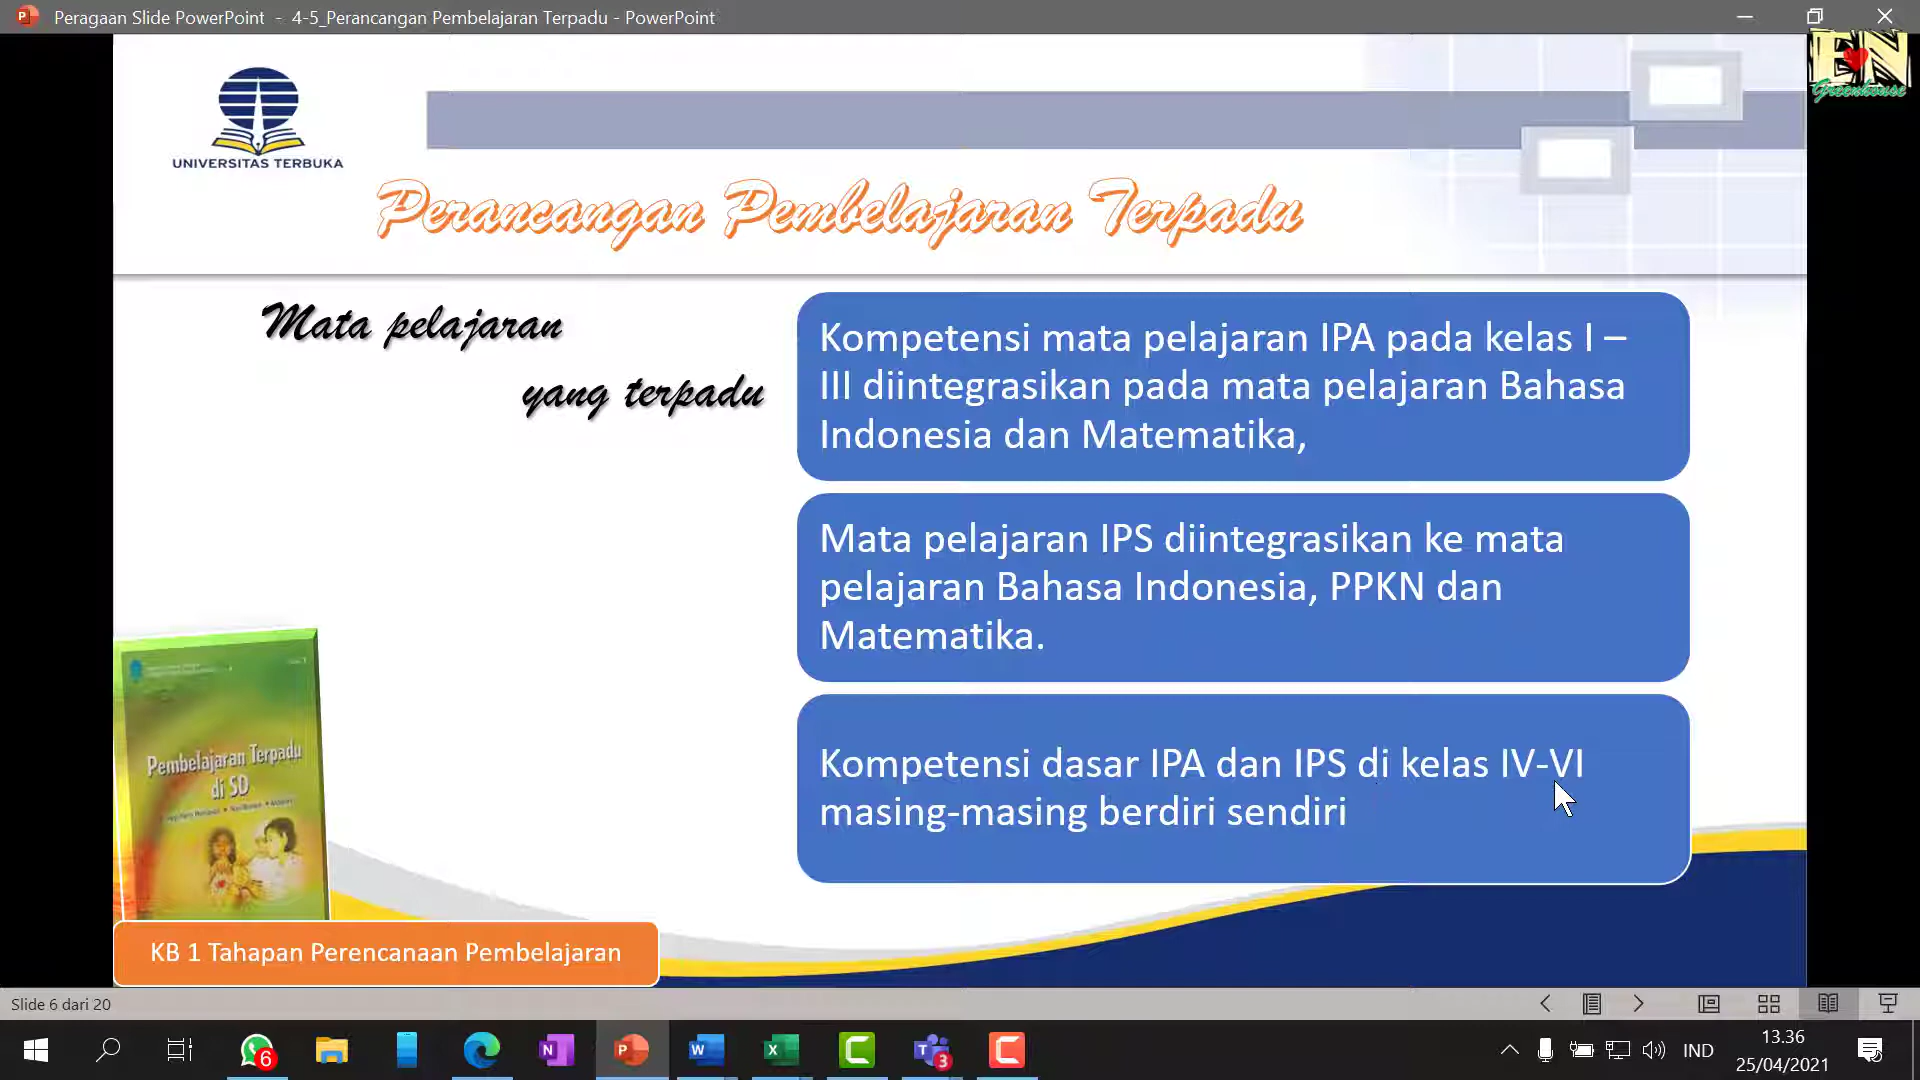 Peragaan Slide PowerPoint - 4-5_Perancangan Pembelajaran Terpadu - PowerPoint
EN
Greenhouse
UNIVERSITAS TERBUKA
Perancangan Pembelajaran Terpadu
Mata pelajaran
yang terpadu
Kompetensi mata pelajaran IPA pada kelas I –
III diintegrasikan pada mata pelajaran Bahasa
Indonesia dan Matematika,
Mata pelajaran IPS diintegrasikan ke mata
pelajaran Bahasa Indonesia, PPKN dan
Matematika.
Kompetensi dasar IPA dan IPS di kelas IV-VI
masing-masing berdiri sendiri
Pembelajaran Terpadu
di SD
KB 1 Tahapan Perencanaan Pembelajaran
Slide 6 dari 20
6
N
P
W
X
3
IND
13.36
25/04/2021